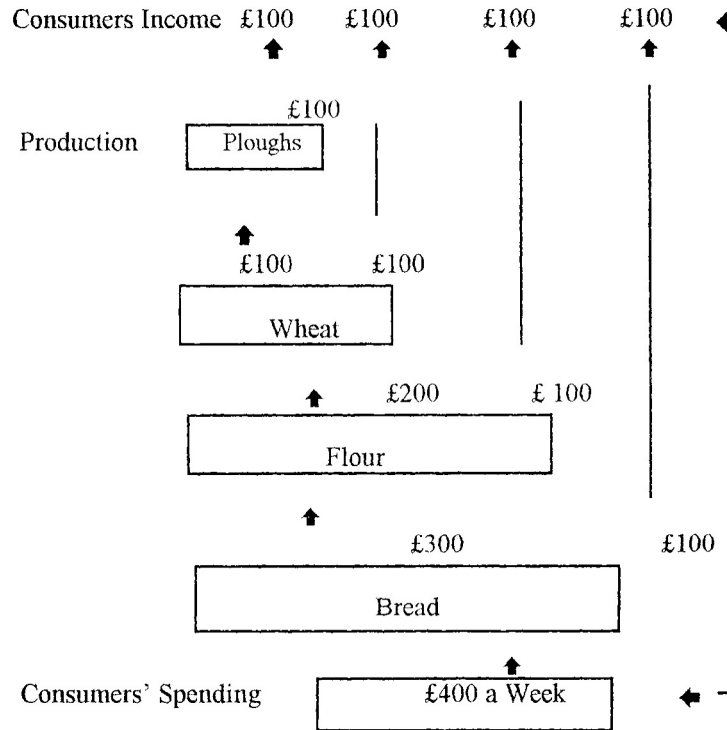 Consumers Income £100 £100 £100 £100
£100
Production Ploughs
£100 £100
Wheat
£200 £ 100
Flour
£300 £100
Bread
Consumers’ Spending £400 a Week